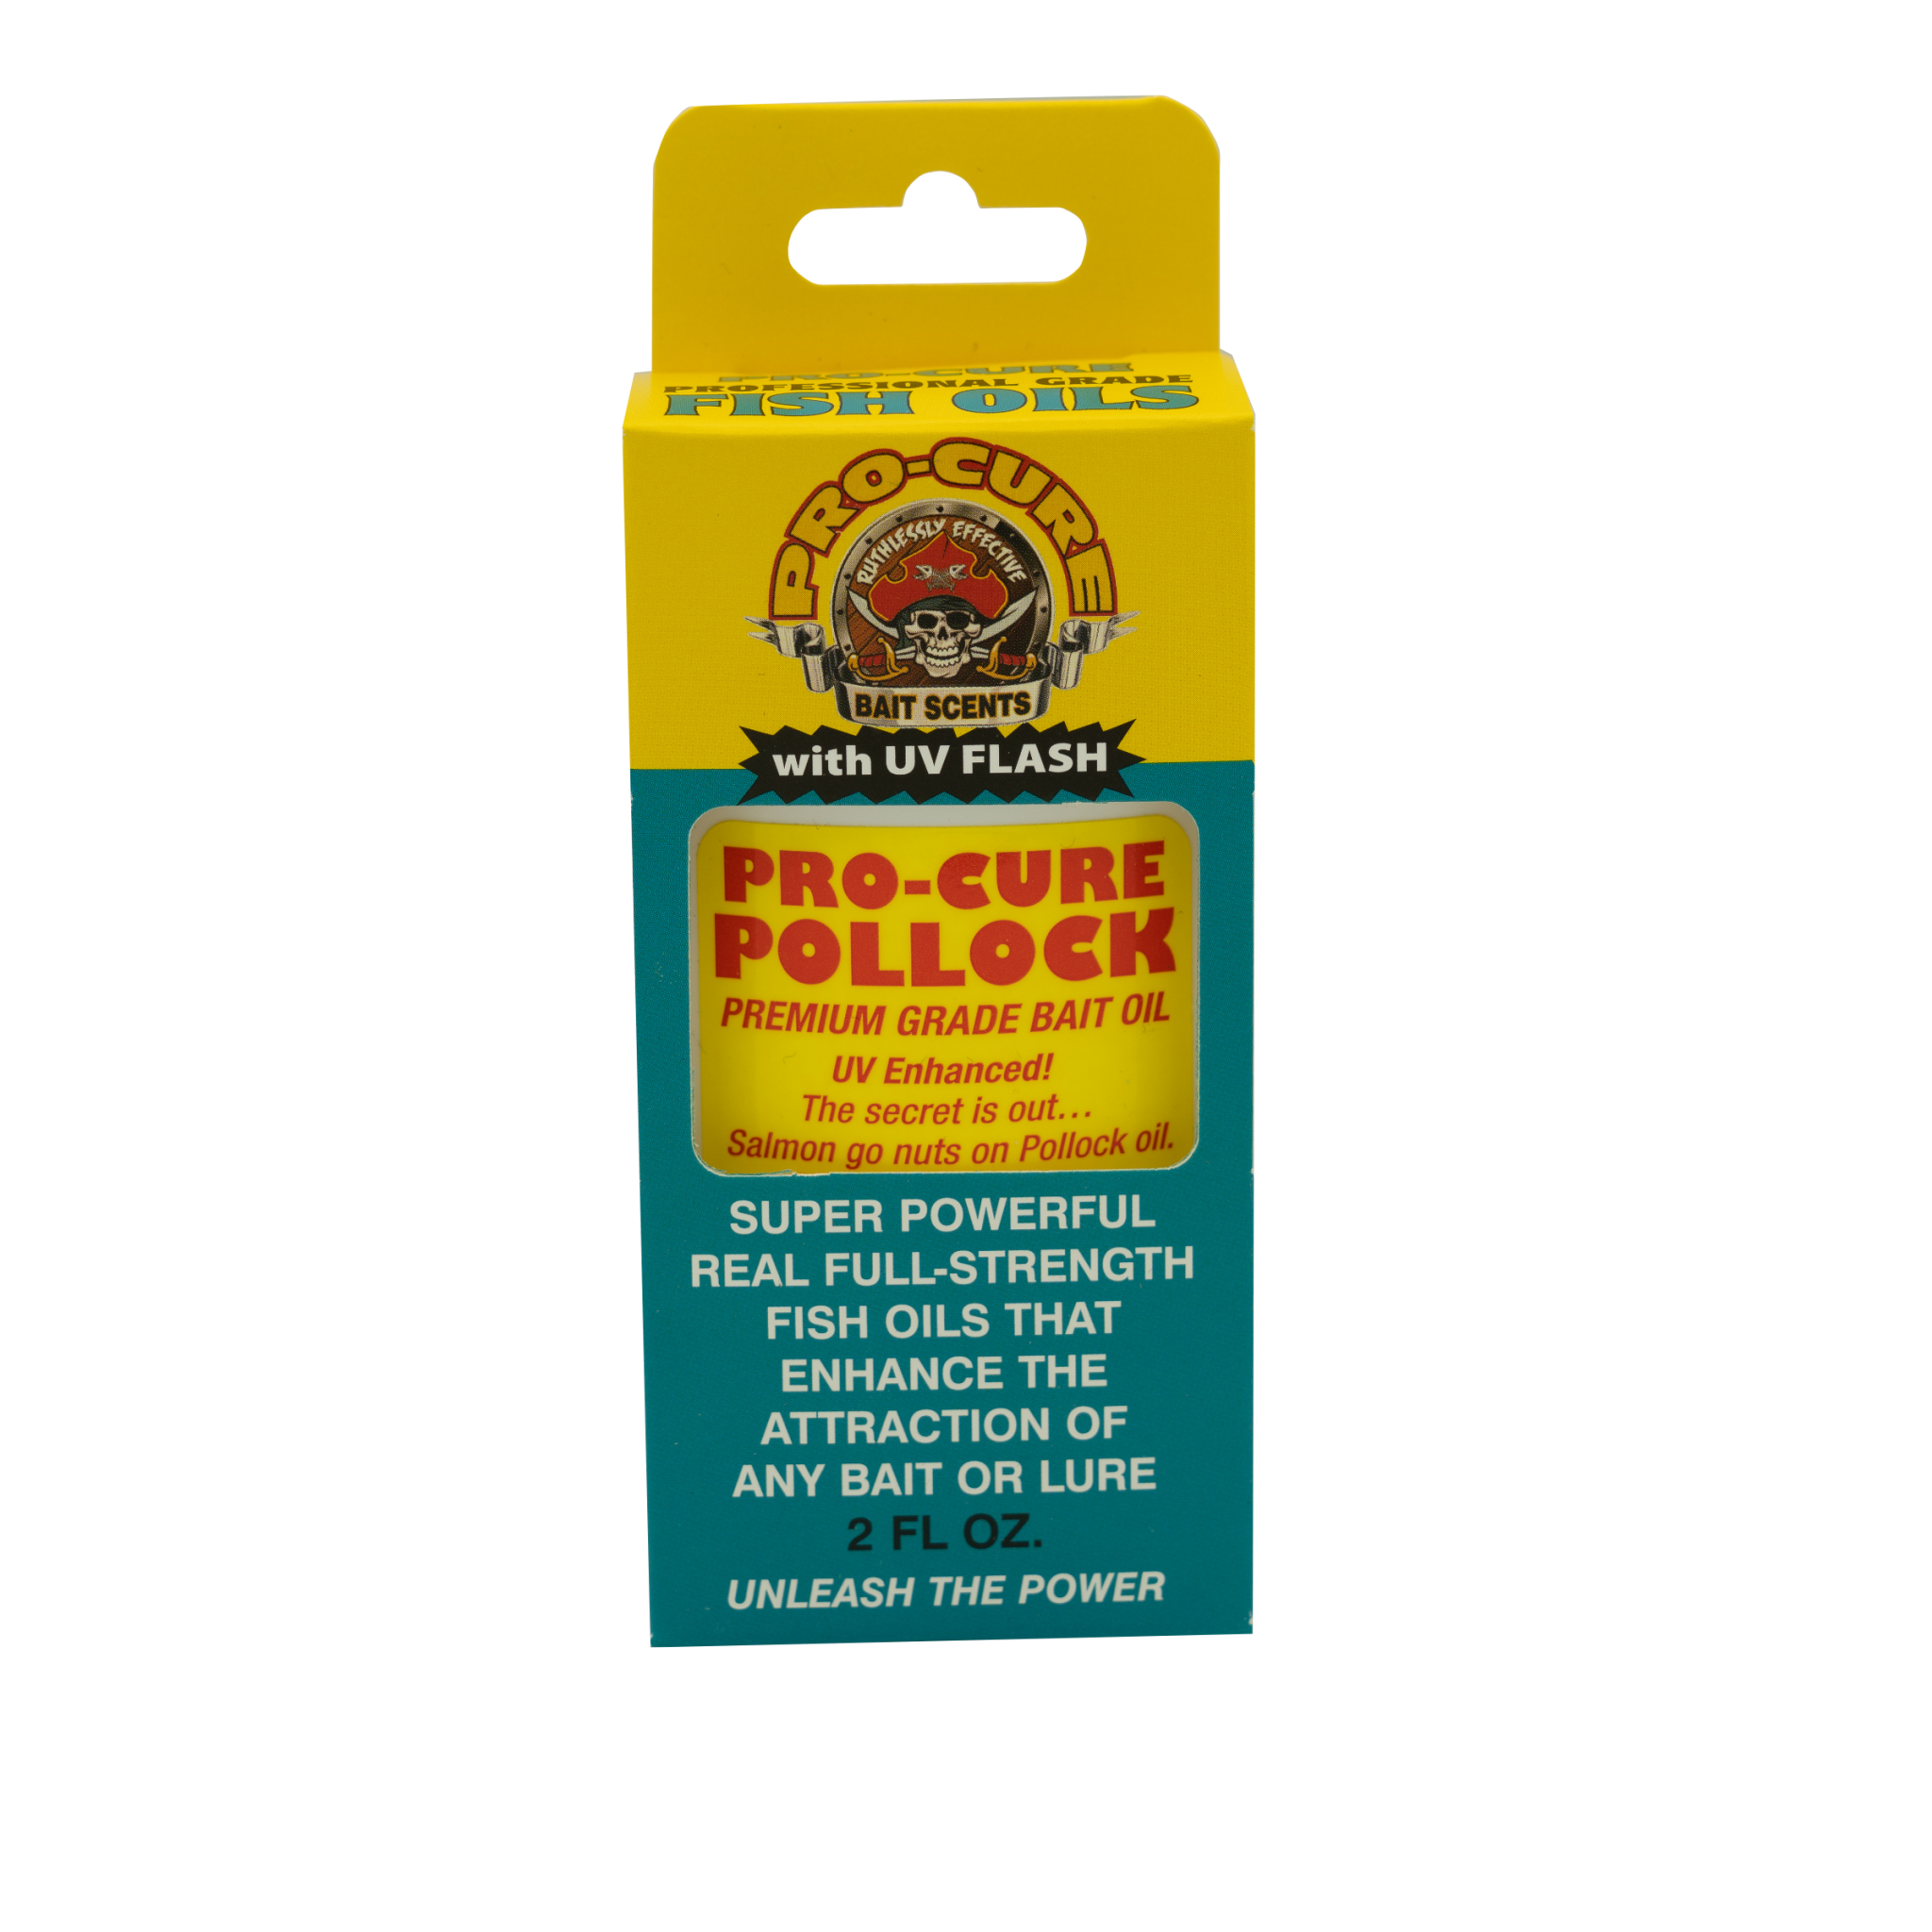 PRO-CURE
PROFESSIONAL GRADE
FISH OILS
PRO-CURE
RUTHLESSLY EFFECTIVE
BAIT SCENTS
with UV FLASH
PRO-CURE
POLLOCK
PREMIUM GRADE BAIT OIL
UV Enhanced!
The secret is out...
Salmon go nuts on Pollock oil.
SUPER POWERFUL
REAL FULL-STRENGTH
FISH OILS THAT
ENHANCE THE
ATTRACTION OF
ANY BAIT OR LURE
2 FL OZ.
UNLEASH THE POWER